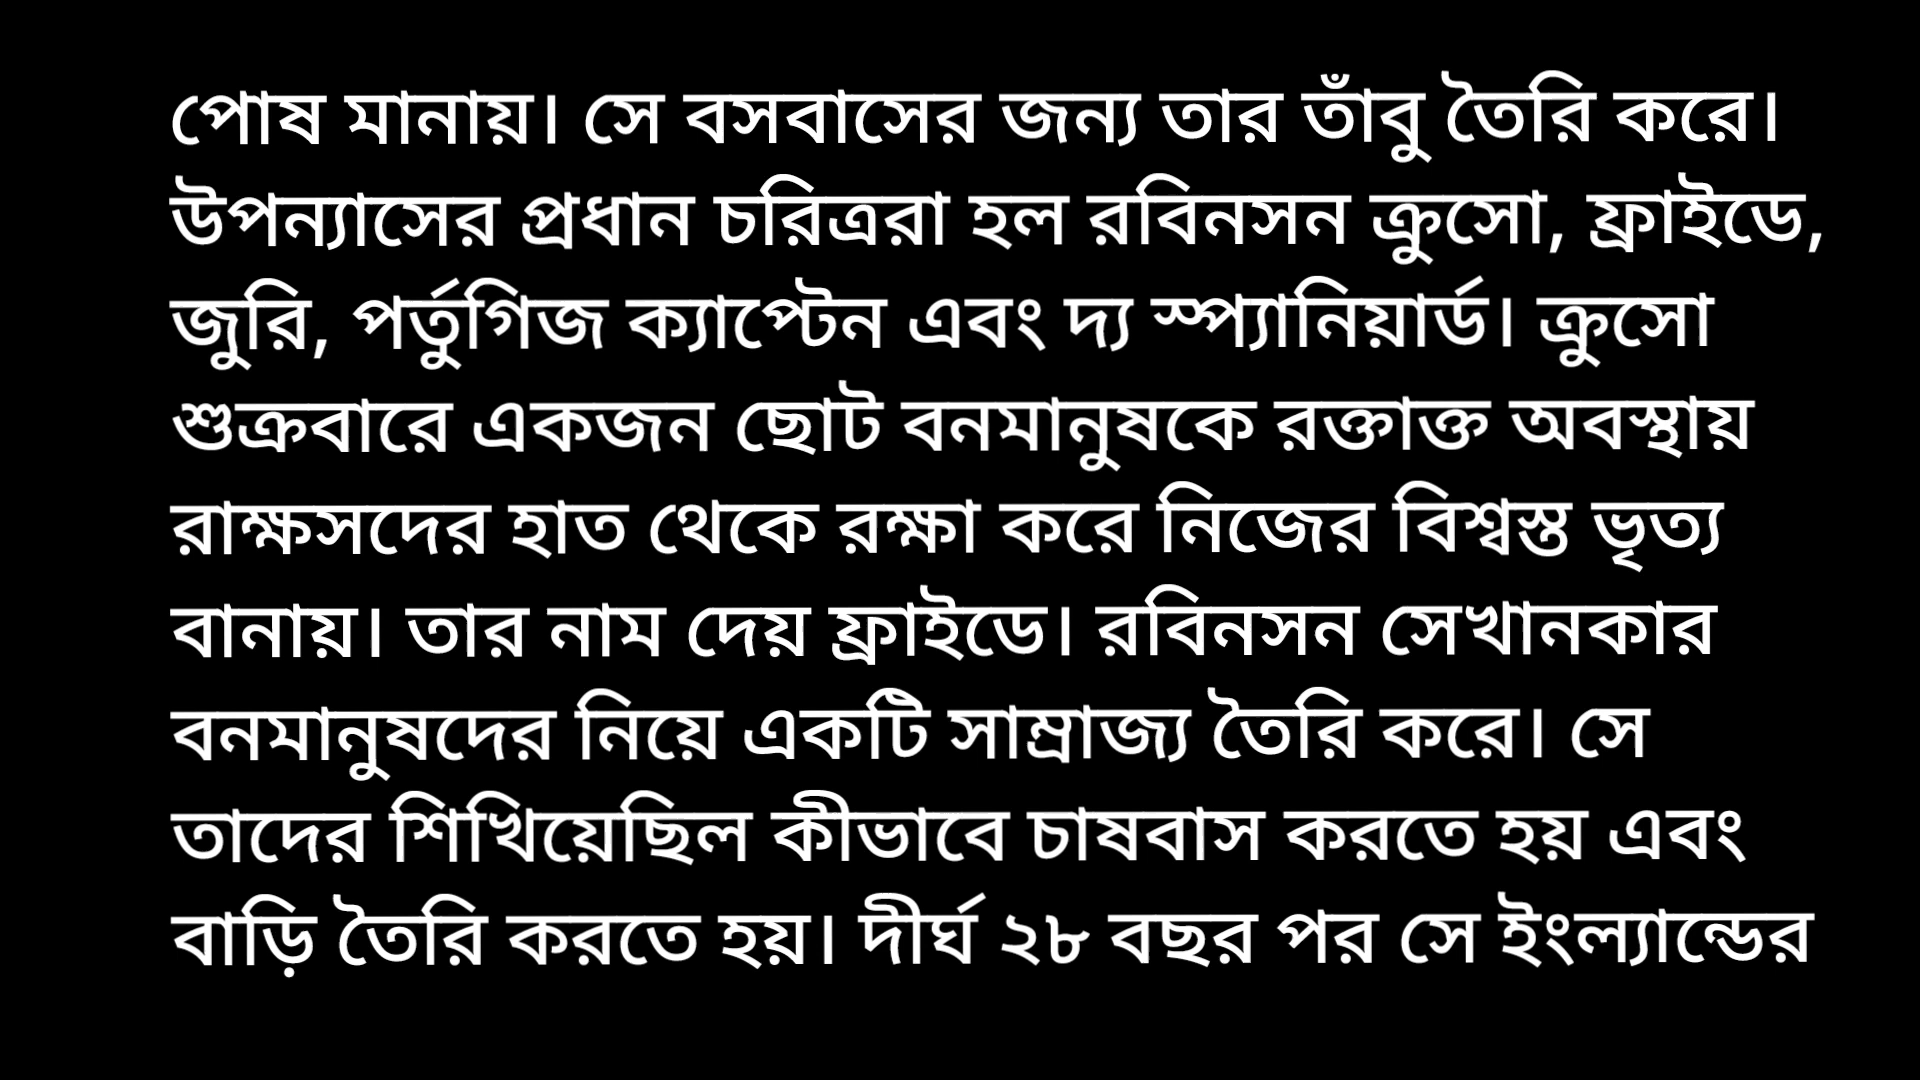 পোষ মানায়। সে বসবাসের জন্য তার তাঁবু তৈরি করে।
উপন্যাসের প্রধান চরিত্ররা হল রবিনসন ক্রুসো, ফ্রাইডে,
জুরি, পর্তুগিজ ক্যাপ্টেন এবং দ্য স্প্যানিয়ার্ড। ক্রুসো
শুক্রবারে একজন ছোট বনমানুষকে রক্তাক্ত অবস্থায়
রাক্ষসদের হাত থেকে রক্ষা করে নিজের বিশ্বস্ত ভৃত্য
বানায়। তার নাম দেয় ফ্রাইডে। রবিনসন সেখানকার
বনমানুষদের নিয়ে একটি সাম্রাজ্য তৈরি করে। সে
তাদের শিখিয়েছিল কীভাবে চাষবাস করতে হয় এবং
বাড়ি তৈরি করতে হয়। দীর্ঘ ২৮ বছর পর সে ইংল্যান্ডের